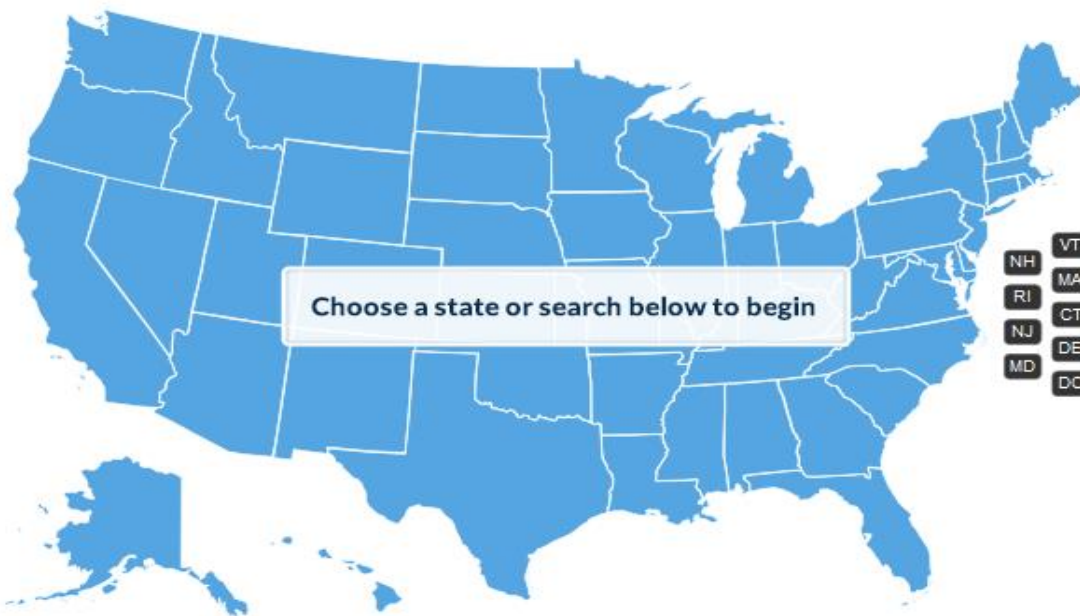 Choose a state or search below to begin
VT
NH
MA
RI
CT
NJ
DE
MD
DC